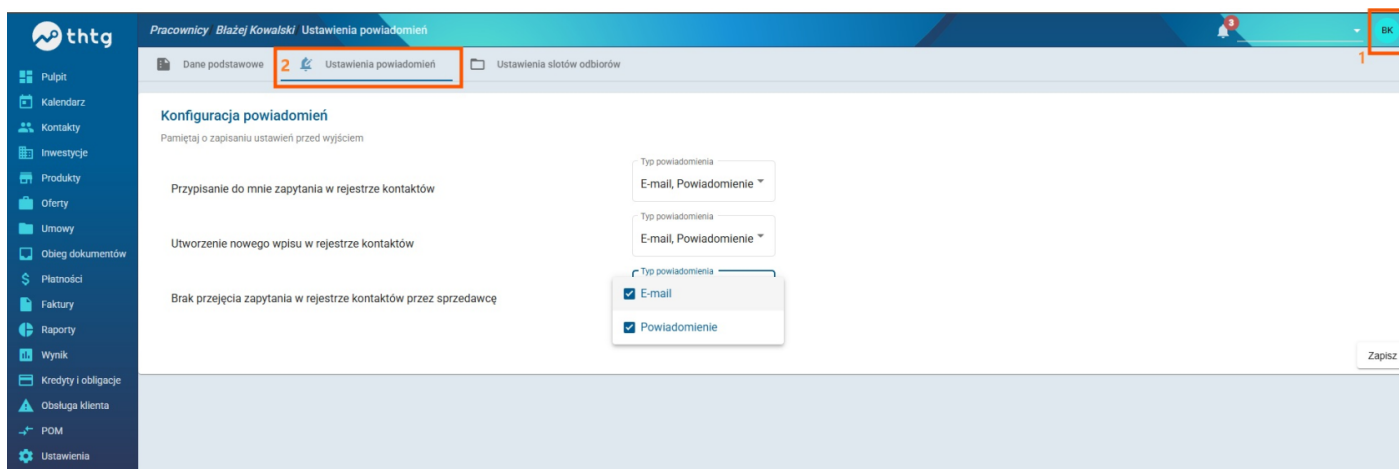 thtg
Pracownicy Błażej Kowalski Ustawienia powiadomień
3
BK
1
Dane podstawowe
2 Ustawienia powiadomień
Ustawienia slotów odbiorów
Pulpit
Kalendarz
Kontakty
Inwestycje
Produkty
Oferty
Umowy
Obieg dokumentów
Płatności
Faktury
Raporty
Wynik
Kredyty i obligacje
Obsługa klienta
POM
Ustawienia
Konfiguracja powiadomień
Pamiętaj o zapisaniu ustawień przed wyjściem
Typ powiadomienia
Przypisanie do mnie zapytania w rejestrze kontaktów
E-mail, Powiadomienie
Typ powiadomienia
Utworzenie nowego wpisu w rejestrze kontaktów
E-mail, Powiadomienie
Typ powiadomienia
Brak przejęcia zapytania w rejestrze kontaktów przez sprzedawcę
E-mail
Powiadomienie
Zapisz